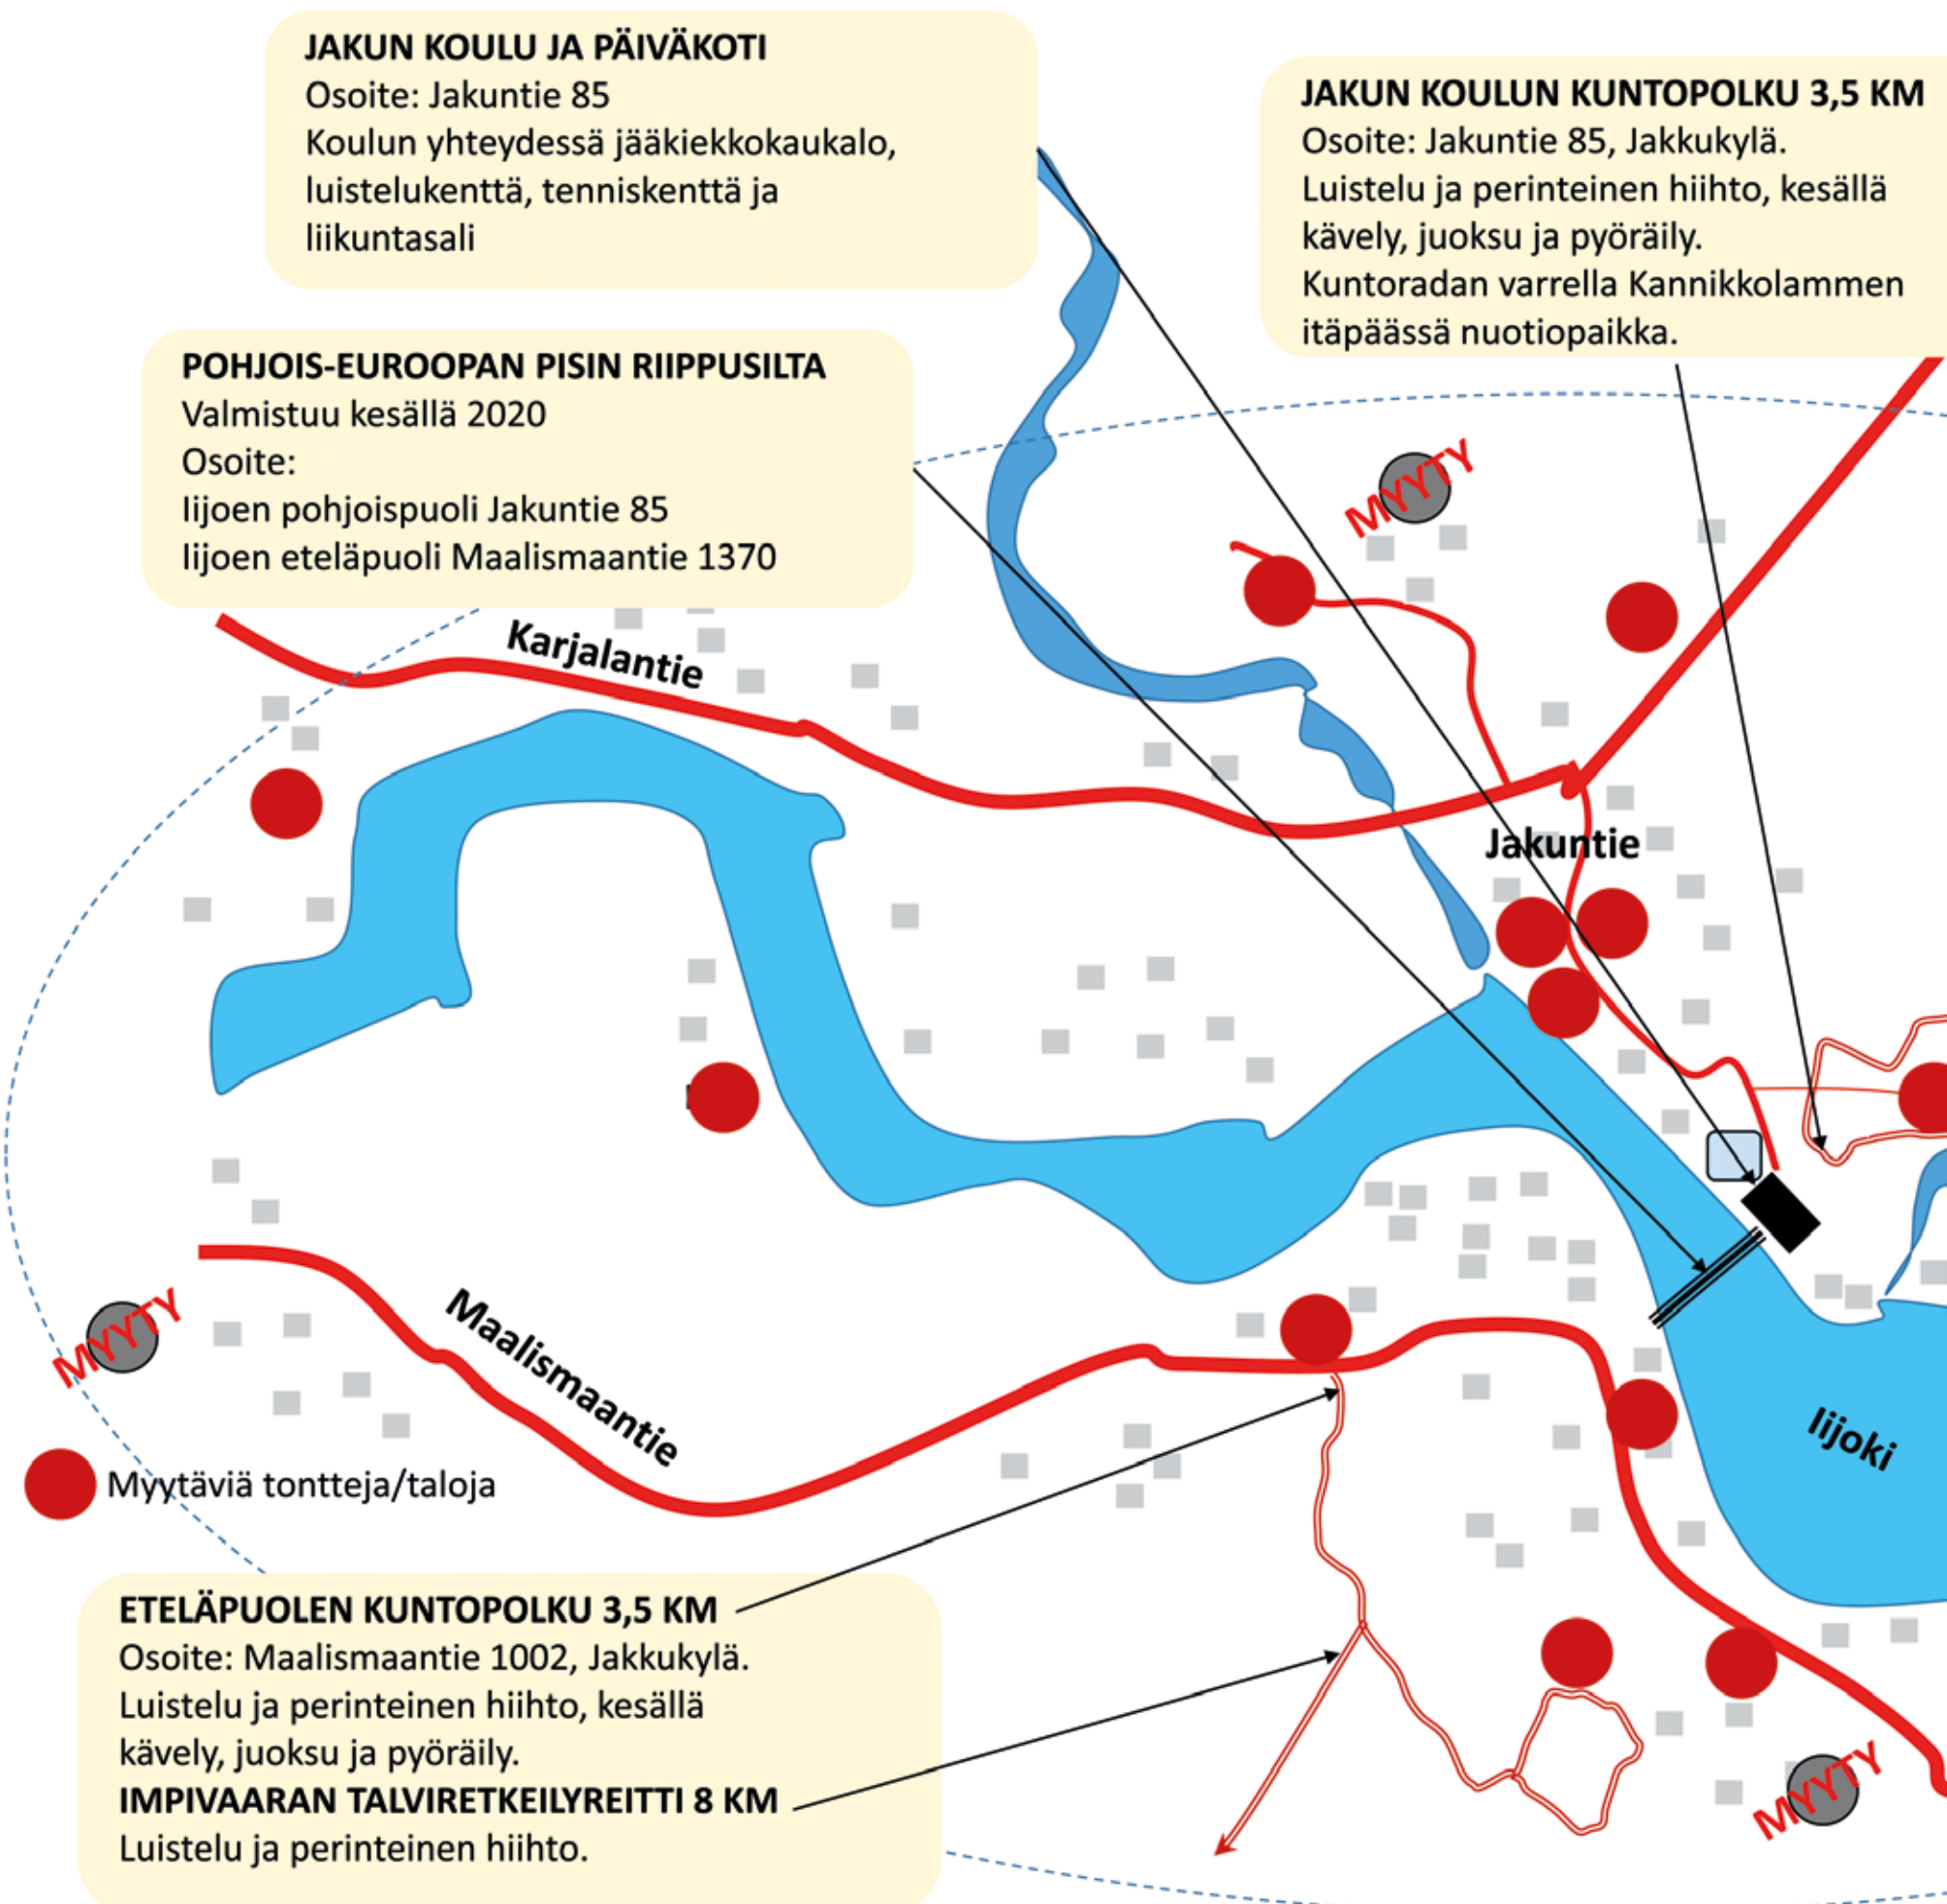 JAKUN KOULU JA PÄIVÄKOTI
Osoite: Jakuntie 85
Koulun yhteydessä jääkiekkokaukalo,
luistelukenttä, tenniskenttä ja
liikuntasali
JAKUN KOULUN KUNTOPOLKU 3,5 KM
Osoite: Jakuntie 85, Jakkukylä.
Luistelu ja perinteinen hiihto, kesällä
kävely, juoksu ja pyöräily.
Kuntoradan varrella Kannikkolammen
itäpäässä nuotiopaikka.
POHJOIS-EUROOPAN PISIN RIIPPUSILTA
Valmistuu kesällä 2020
Osoite:
Iijoen pohjoispuoli Jakuntie 85
Iijoen eteläpuoli Maalismaantie 1370
MYYTY
Karjalantie
Jakuntie
MYYTY
Maalismaantie
Iijoki
Myytäviä tontteja/taloja
ETELÄPUOLEN KUNTOPOLKU 3,5 KM
Osoite: Maalismaantie 1002, Jakkukylä.
Luistelu ja perinteinen hiihto, kesällä
kävely, juoksu ja pyöräily.
IMPIVAARAN TALVIRETKEILYREITTI 8 KM
Luistelu ja perinteinen hiihto.
MYYTY